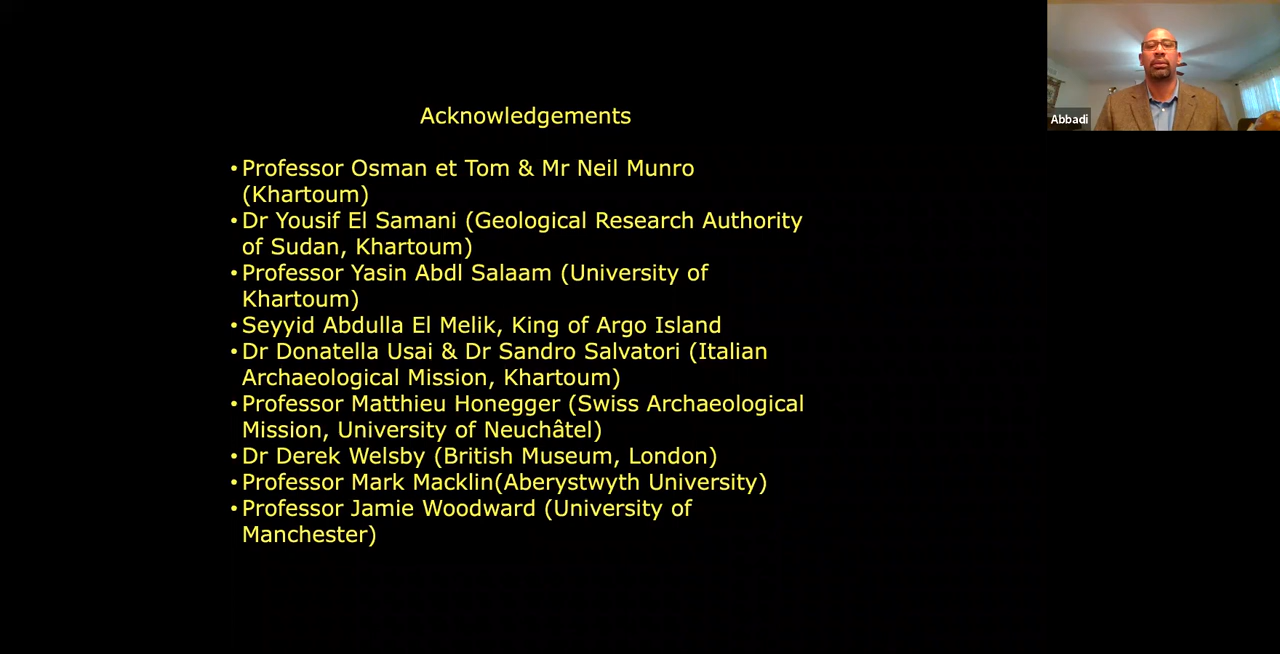 Acknowledgements
• Professor Osman et Tom & Mr Neil Munro
(Khartoum)
• Dr Yousif El Samani (Geological Research Authority
of Sudan, Khartoum)
• Professor Yasin Abdl Salaam (University of
Khartoum)
• Seyyid Abdulla El Melik, King of Argo Island
• Dr Donatella Usai & Dr Sandro Salvatori (Italian
Archaeological Mission, Khartoum)
• Professor Matthieu Honegger (Swiss Archaeological
Mission, University of Neuchâtel)
• Dr Derek Welsby (British Museum, London)
• Professor Mark Macklin(Aberystwyth University)
• Professor Jamie Woodward (University of
Manchester)
Abbadi